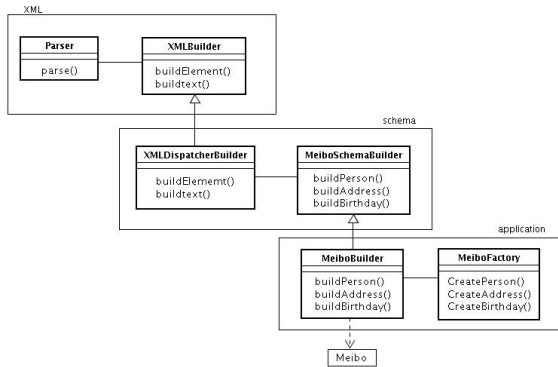 XML
Parser
parse()
XMLBuilder
buildElement()
buildtext()
schema
XMLDispatcherBuilder
buildElememt()
buildtext()
MeiboSchemaBuilder
buildPerson()
buildAddress()
buildBirthday()
application
MeiboBuilder
buildPerson()
buildAddress()
buildBirthday()
MeiboFactory
CreatePerson()
CreateAddress()
CreateBirthday()
Meibo